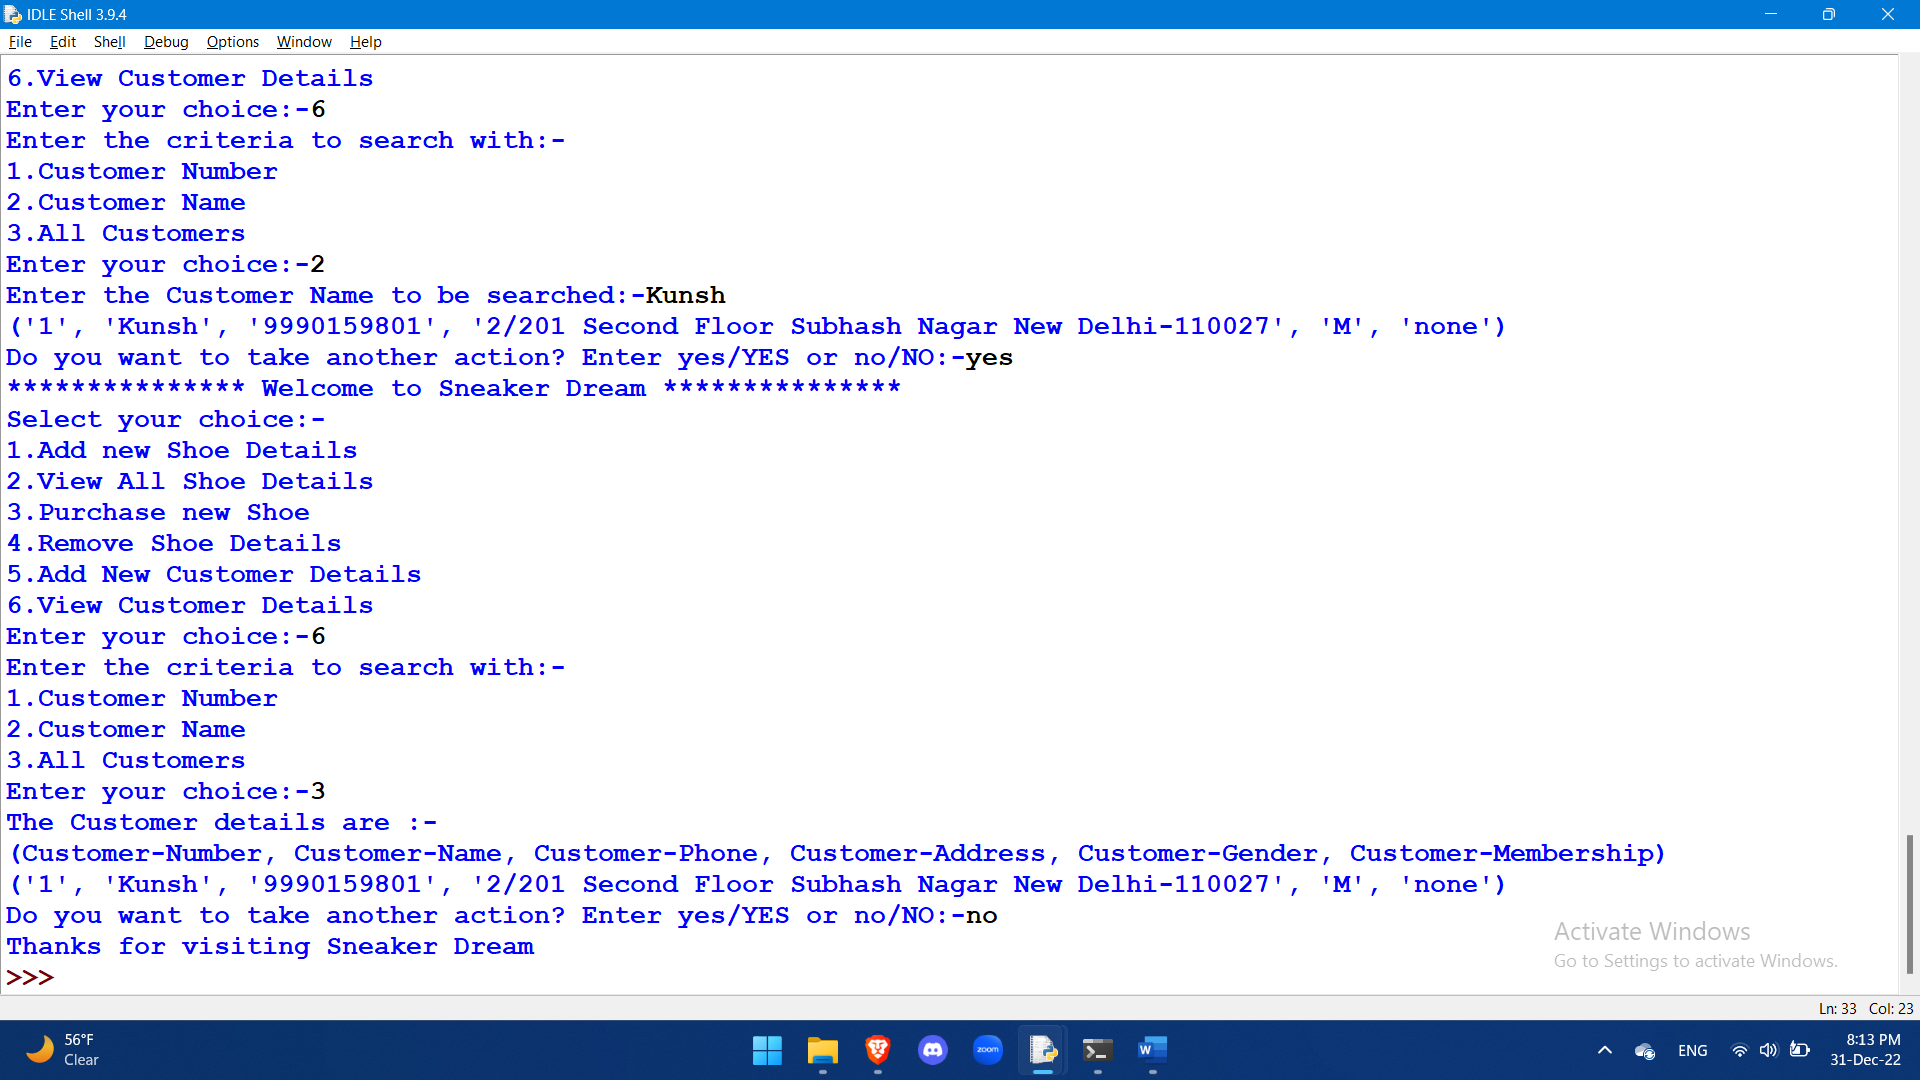 IDLE Shell 3.9.4
File Edit Shell Debug Options Window Help
6.View Customer Details
Enter your choice:-6
Enter the criteria to search with:-
1.Customer Number
2.Customer Name
3.All Customers
Enter your choice:-2
Enter the Customer Name to be searched:-Kunsh
('1', 'Kunsh', '9990159801', '2/201 Second Floor Subhash Nagar New Delhi-110027', 'M', 'none')
Do you want to take another action? Enter yes/YES or no/NO:-yes
*************** Welcome to Sneaker Dream ***************
Select your choice:-
1.Add new Shoe Details
2.View All Shoe Details
3.Purchase new Shoe
4.Remove Shoe Details
5.Add New Customer Details
6.View Customer Details
Enter your choice:-6
Enter the criteria to search with:-
1.Customer Number
2.Customer Name
3.All Customers
Enter your choice:-3
The Customer details are :-
(Customer-Number, Customer-Name, Customer-Phone, Customer-Address, Customer-Gender, Customer-Membership)
('1', 'Kunsh', '9990159801', '2/201 Second Floor Subhash Nagar New Delhi-110027', 'M', 'none')
Do you want to take another action? Enter yes/YES or no/NO:-no
Thanks for visiting Sneaker Dream
>>>
Activate Windows
Go to Settings to activate Windows.
Ln: 33 Col: 23
56°F
Clear
zoom
W
ENG
8:13 PM
31-Dec-22